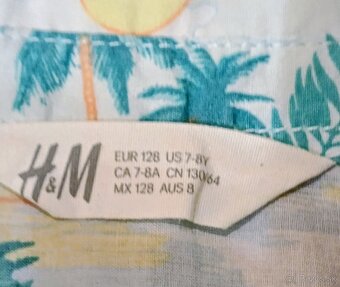 H&M
EUR 128 US 7-8Y
CA 7-8A CN 130/64
MX 128 AUS 8